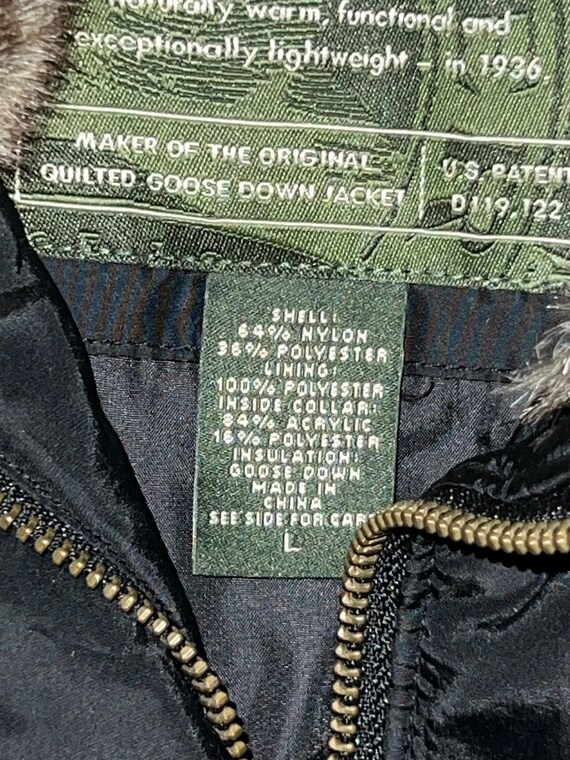 naturally warm, functional and
exceptionally lightweight – in 1936.
MAKER OF THE ORIGINAL
QUILTED GOOSE DOWN JACKET
U.S. PATENT
D119,122
SHELL:
64% NYLON
36% POLYESTER
LINING:
100% POLYESTER
INSIDE COLLAR:
84% ACRYLIC
16% POLYESTER
INSULATION:
GOOSE DOWN
MADE IN
CHINA
SEE SIDE FOR CARE
L